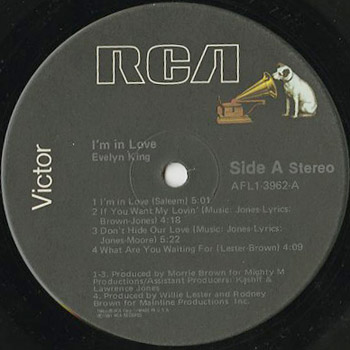 RCA
Victor
I'm in Love
Evelyn King
Side A Stereo
AFL1-3962-A
1 I'm in Love (Saleem) 5:01
2 If You Want My Lovin' (Music: Jones-Lyrics:
Brown-Jones) 4:18
3 Don't Hide Our Love (Music: Jones-Lyrics:
Jones-Moore) 5:22
4 What Are You Waiting For (Lester-Brown) 4:09
1-3. Produced by Morrie Brown for Mighty M
Productions/Assistant Producers: Kashif &
Lawrence Jones
4. Produced by Willie Lester and Rodney
Brown for Mainline Productions Inc.